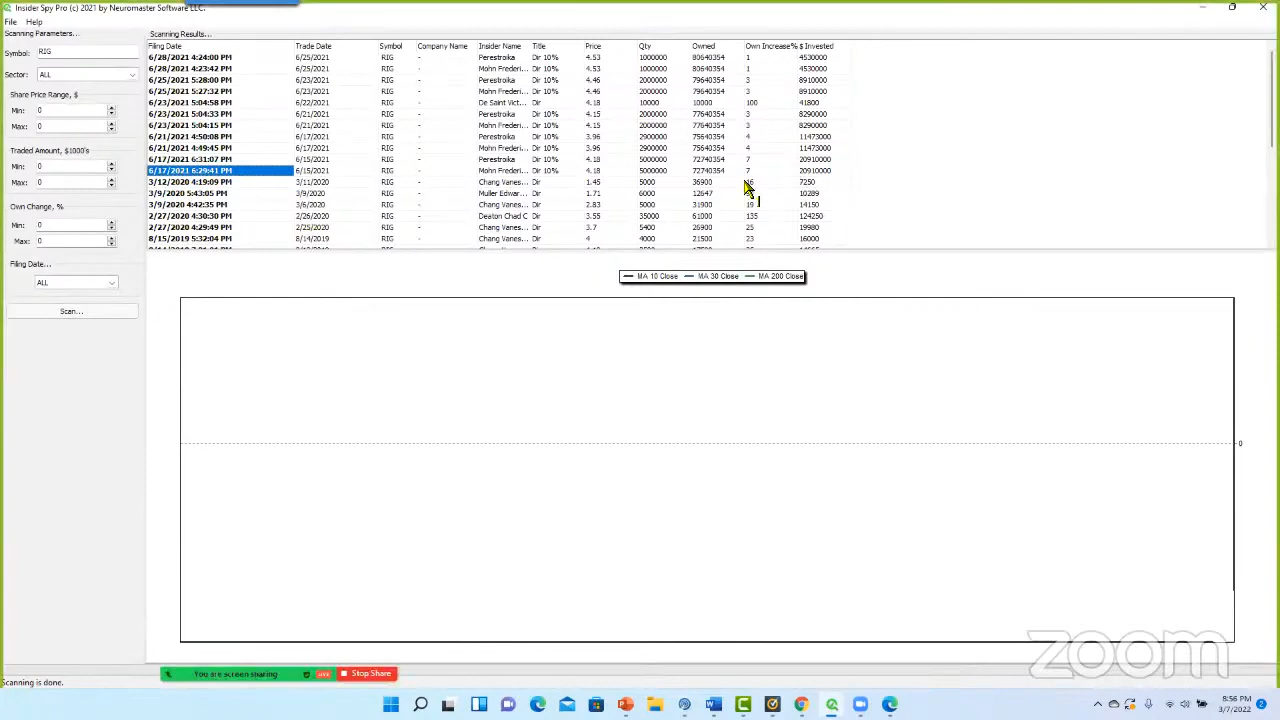 Insider Spy Pro (c) 2021 by Neuromaster Software LLC.
File Help
Scanning Parameters...
Symbol: RIG
Sector: ALL
Share Price Range, $
Min: 0
Max: 0
Traded Amount, $1000's
Min: 0
Max: 0
Own Change, %
Min: 0
Max: 0
Filing Date...
ALL
Scan...
Scanning Results...
Filing Date Trade Date Symbol Company Name Insider Name Title Price Qty Owned Own Increase% $ Invested
6/28/2021 4:24:00 PM 6/25/2021 RIG - Perestroika Dir 10% 4.53 1000000 80640354 1 4530000
6/28/2021 4:23:42 PM 6/25/2021 RIG - Mohn Frederi... Dir 10% 4.53 1000000 80640354 1 4530000
6/25/2021 5:28:00 PM 6/23/2021 RIG - Perestroika Dir 10% 4.46 2000000 79640354 3 8910000
6/25/2021 5:27:32 PM 6/23/2021 RIG - Mohn Frederi... Dir 10% 4.46 2000000 79640354 3 8910000
6/23/2021 5:04:58 PM 6/22/2021 RIG - De Saint Vict... Dir 4.18 10000 10000 100 41800
6/23/2021 5:04:33 PM 6/21/2021 RIG - Perestroika Dir 10% 4.15 2000000 77640354 3 8290000
6/23/2021 5:04:15 PM 6/21/2021 RIG - Mohn Frederi... Dir 10% 4.15 2000000 77640354 3 8290000
6/21/2021 4:50:08 PM 6/17/2021 RIG - Perestroika Dir 10% 3.96 2900000 75640354 4 11473000
6/21/2021 4:49:45 PM 6/17/2021 RIG - Mohn Frederi... Dir 10% 3.96 2900000 75640354 4 11473000
6/17/2021 6:31:07 PM 6/15/2021 RIG - Perestroika Dir 10% 4.18 5000000 72740354 7 20910000
6/17/2021 6:29:41 PM 6/15/2021 RIG - Mohn Frederi... Dir 10% 4.18 5000000 72740354 7 20910000
3/12/2020 4:19:09 PM 3/11/2020 RIG - Chang Vanes... Dir 1.45 5000 36900 16 7250
3/9/2020 5:43:05 PM 3/9/2020 RIG - Muller Edwar... Dir 1.71 6000 12647 10289
3/9/2020 4:42:35 PM 3/6/2020 RIG - Chang Vanes... Dir 2.83 5000 31900 19 14150
2/27/2020 4:30:30 PM 2/26/2020 RIG - Deaton Chad C Dir 3.55 35000 61000 135 124250
2/27/2020 4:29:49 PM 2/25/2020 RIG - Chang Vanes... Dir 3.7 5400 26900 25 19980
8/15/2019 5:32:04 PM 8/14/2019 RIG - Chang Vanes... Dir 4 4000 21500 23 16000
MA 10 Close MA 30 Close MA 200 Close
0
zoom
You are screen sharing LIVE Stop Share
Scanning is done.
8:56 PM
3/7/2022
2